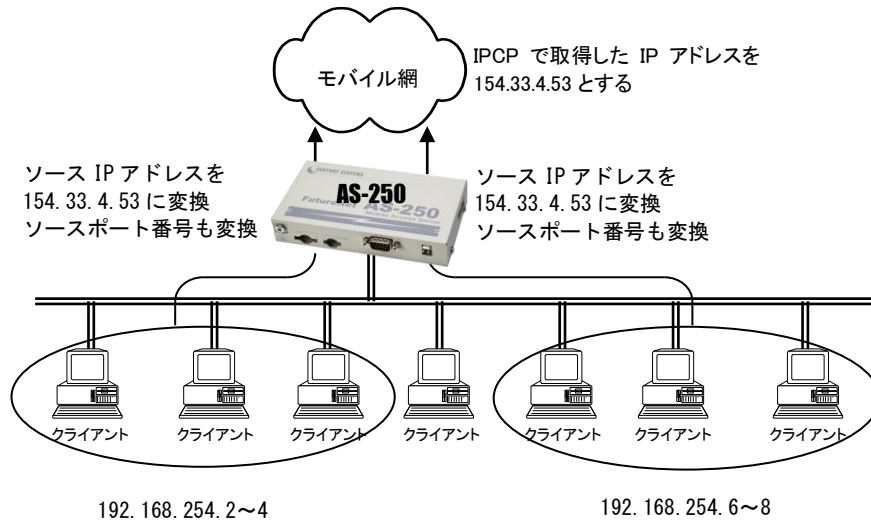 モバイル網
IPCP で取得した IP アドレスを
154.33.4.53 とする
ソース IP アドレスを
154.33.4.53 に変換
ソースポート番号も変換
ソース IP アドレスを
154.33.4.53 に変換
ソースポート番号も変換
CENTURY SYSTEMS
AS-250
FutureNet AS-250
Mobile Access Server
クライアント
クライアント
クライアント
クライアント
クライアント
クライアント
クライアント
192.168.254.2～4
192.168.254.6～8